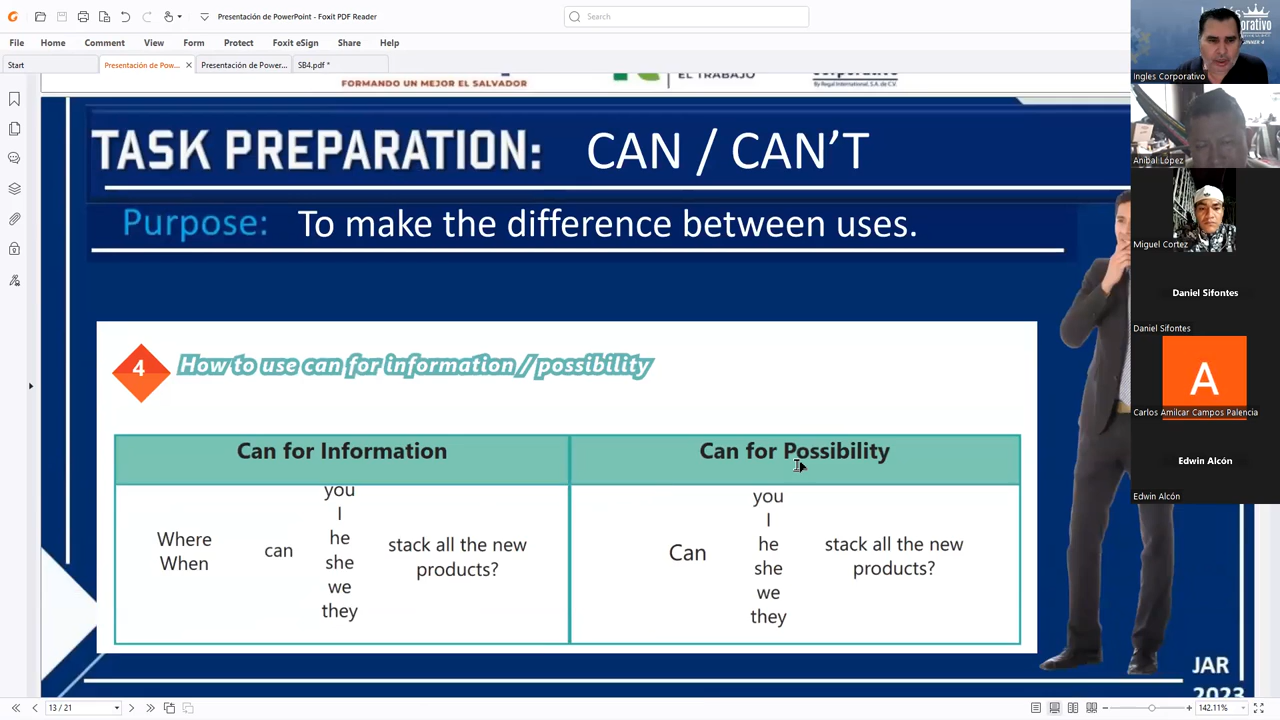 Presentación de PowerPoint - Foxit PDF Reader
Search
File
Home
Comment
View
Form
Protect
Foxit eSign
Share
Help
Start
Presentación de Pow...
Presentación de Power...
SB4.pdf *
FORMANDO UN MEJOR EL SALVADOR
EL TRABAJO
By Regal International, S.A. de C.V.
TASK PREPARATION: CAN / CAN'T
Purpose: To make the difference between uses.
4
How to use can for information / possibility
Can for Information
Can for Possibility
Where
When
can
you
I
he
she
we
they
stack all the new
products?
Can
you
I
he
she
we
they
stack all the new
products?
JAR
2023
13 / 21
142.11%
Ingles Corporativo
Anibal López
Miguel Cortez
Daniel Sifontes
Daniel Sifontes
A
Carlos Amilcar Campos Palencia
Edwin Alcón
Edwin Alcón